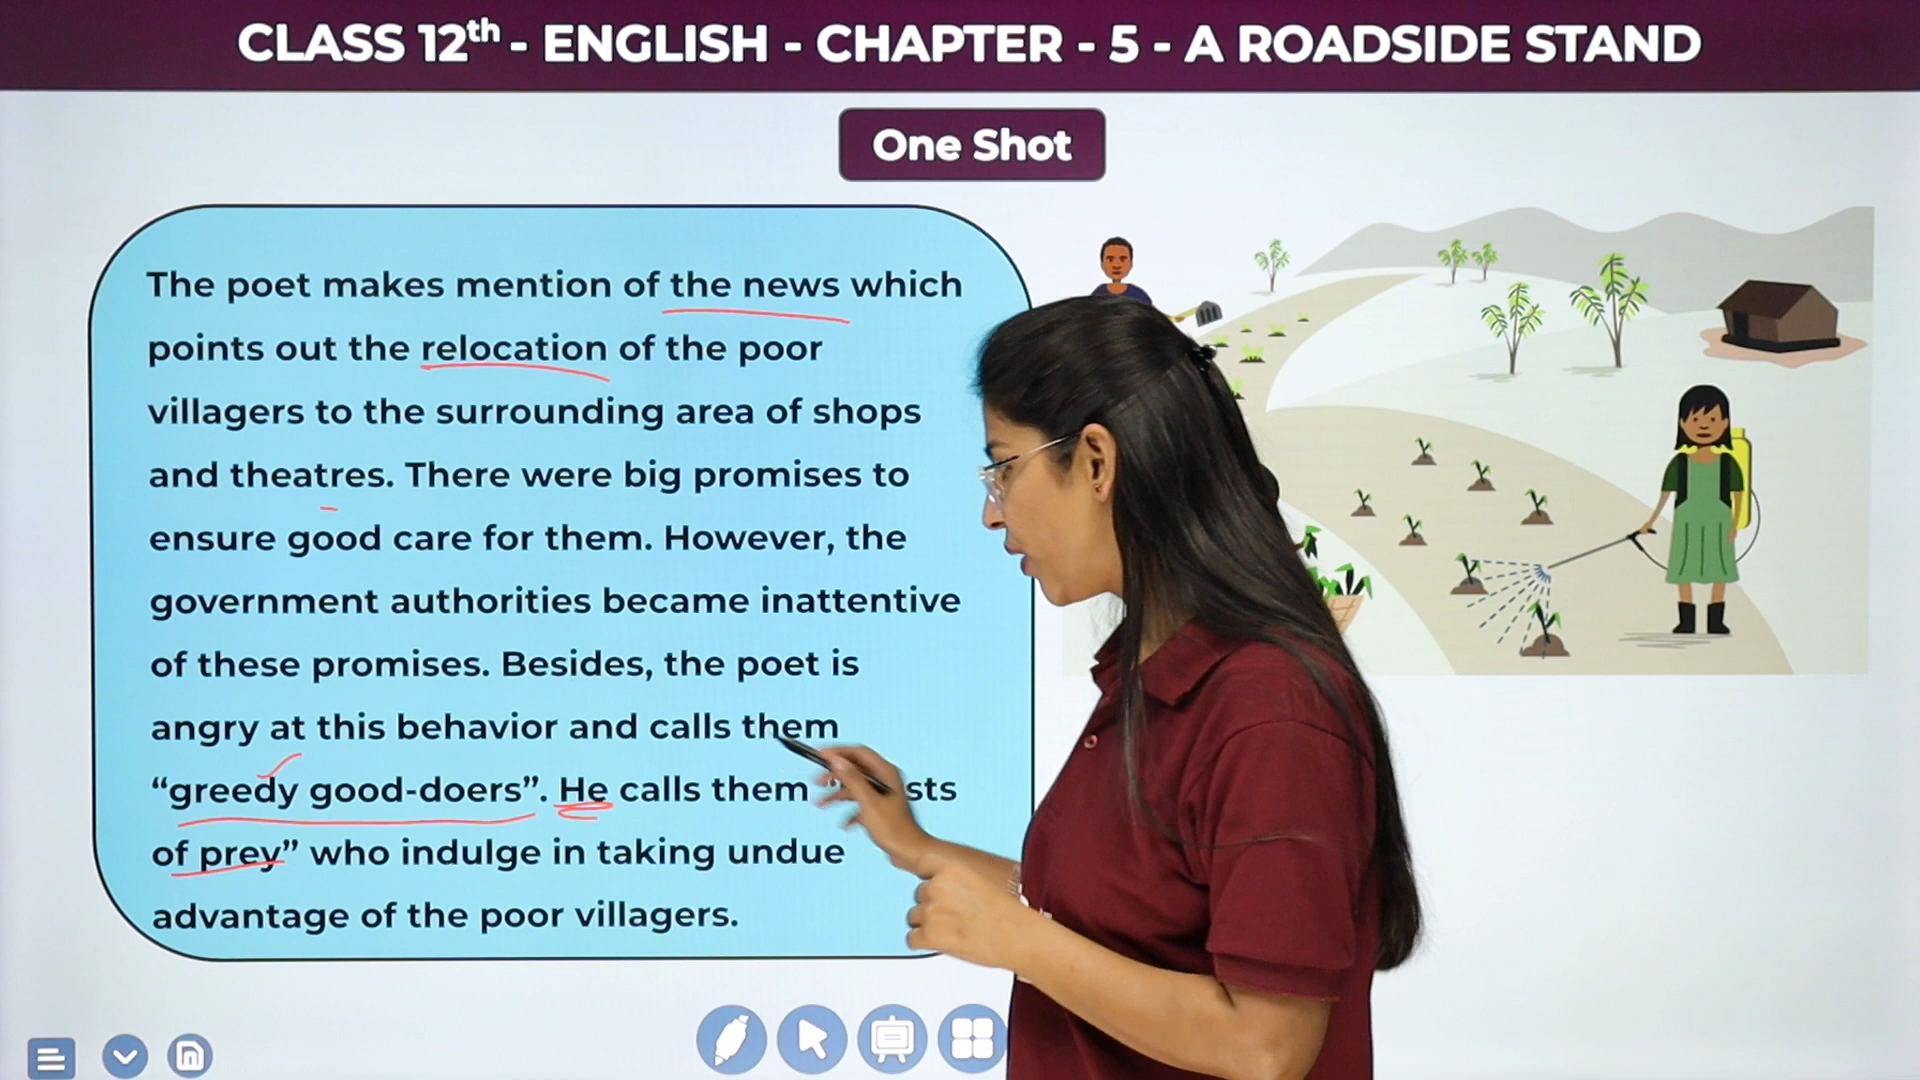 CLASS 12th - ENGLISH - CHAPTER - 5 - A ROADSIDE STAND
One Shot
The poet makes mention of the news which
points out the relocation of the poor
villagers to the surrounding area of shops
and theatres. There were big promises to
ensure good care for them. However, the
government authorities became inattentive
of these promises. Besides, the poet is
angry at this behavior and calls them
“greedy good-doers”. He calls them
of prey” who indulge in taking undue
advantage of the poor villagers.